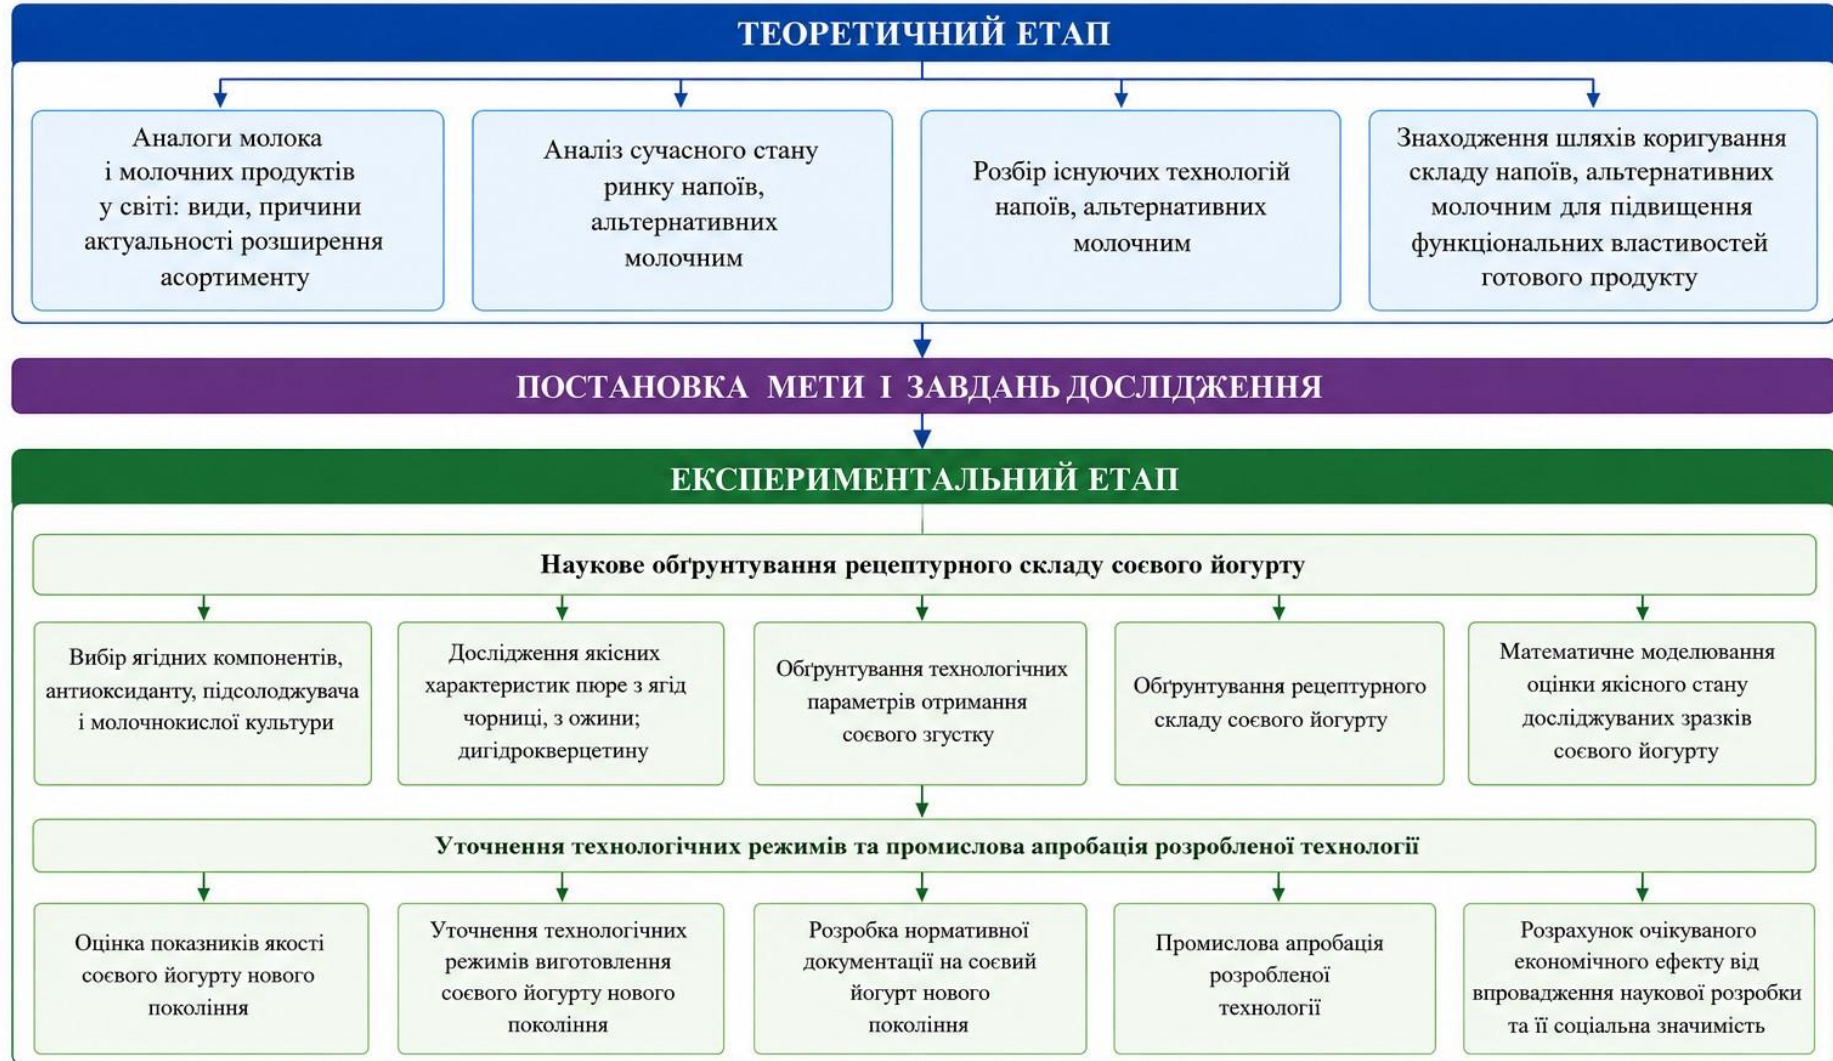 ТЕОРЕТИЧНИЙ ЕТАП
Аналоги молока
і молочних продуктів
у світі: види, причини
актуальності розширення
асортименту
Аналіз сучасного стану
ринку напоїв,
альтернативних
молочним
Розбір існуючих технологій
напоїв, альтернативних
молочним
Знаходження шляхів коригування
складу напоїв, альтернативних
молочним для підвищення
функціональних властивостей
готового продукту
ПОСТАНОВКА МЕТИ І ЗАВДАНЬ ДОСЛІДЖЕННЯ
ЕКСПЕРИМЕНТАЛЬНИЙ ЕТАП
Наукове обґрунтування рецептурного складу соєвого йогурту
Вибір ягідних компонентів,
антиоксиданту, підсолоджувача
і молочнокислої культури
Дослідження якісних
характеристик пюре з ягід
чорниці, з ожини;
дигідрокверцетину
Обґрунтування технологічних
параметрів отримання
соєвого згустку
Обґрунтування рецептурного
складу соєвого йогурту
Математичне моделювання
оцінки якісного стану
досліджуваних зразків
соєвого йогурту
Уточнення технологічних режимів та промислова апробація розробленої технології
Оцінка показників якості
соєвого йогурту нового
покоління
Уточнення технологічних
режимів виготовлення
соєвого йогурту нового
покоління
Розробка нормативної
документації на соєвий
йогурт нового
покоління
Промислова апробація
розробленої
технології
Розрахунок очікуваного
економічного ефекту від
впровадження наукової розробки
та її соціальна значимість